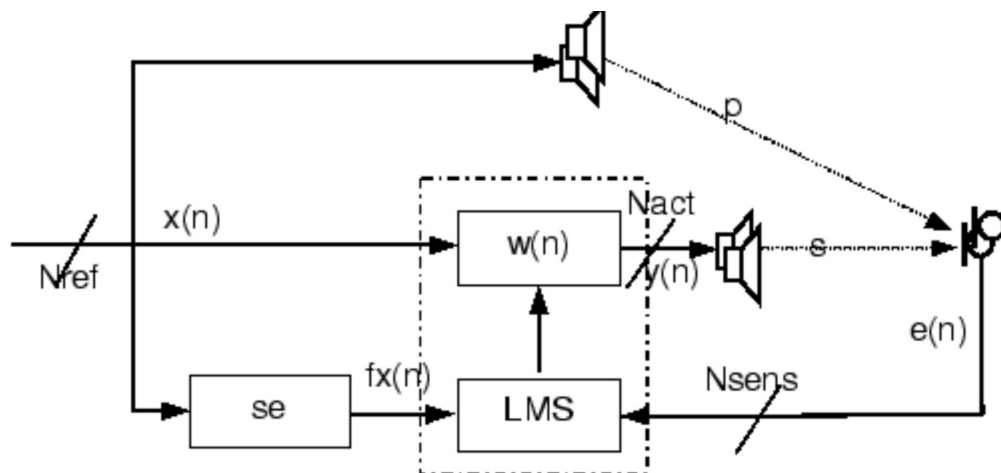 p
x(n)
Nref
w(n)
Nact
y(n)
s
e(n)
se
fx(n)
LMS
Nsens